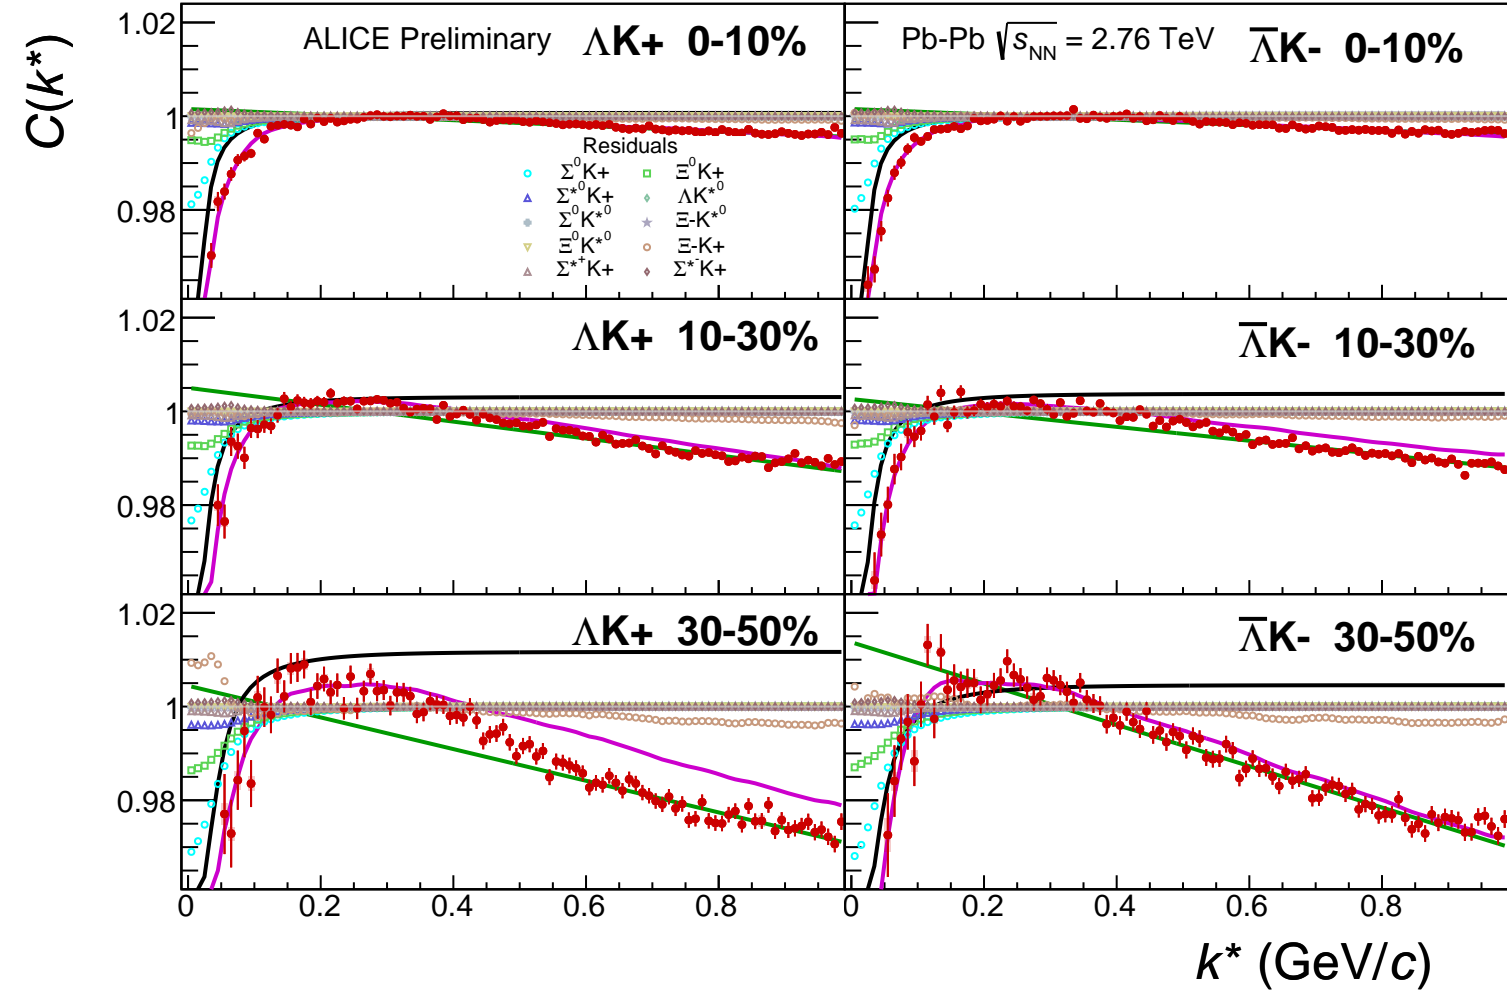 C(k*)
1.02
1
0.98
ALICE Preliminary ΛK+ 0-10%
Pb-Pb √s_NN = 2.76 TeV
Λ̅K- 0-10%
Residuals
Σ⁰K+ Ξ⁰K+
Σ*⁰K+ ΛK*⁰
Σ⁰K*⁰ Ξ-K*⁰
Ξ⁰K*⁰ Ξ-K+
Σ*⁺K+ Σ*⁻K+
1.02
1
0.98
ΛK+ 10-30%
Λ̅K- 10-30%
1.02
1
0.98
ΛK+ 30-50%
Λ̅K- 30-50%
0 0.2 0.4 0.6 0.8 0 0.2 0.4 0.6 0.8
k* (GeV/c)